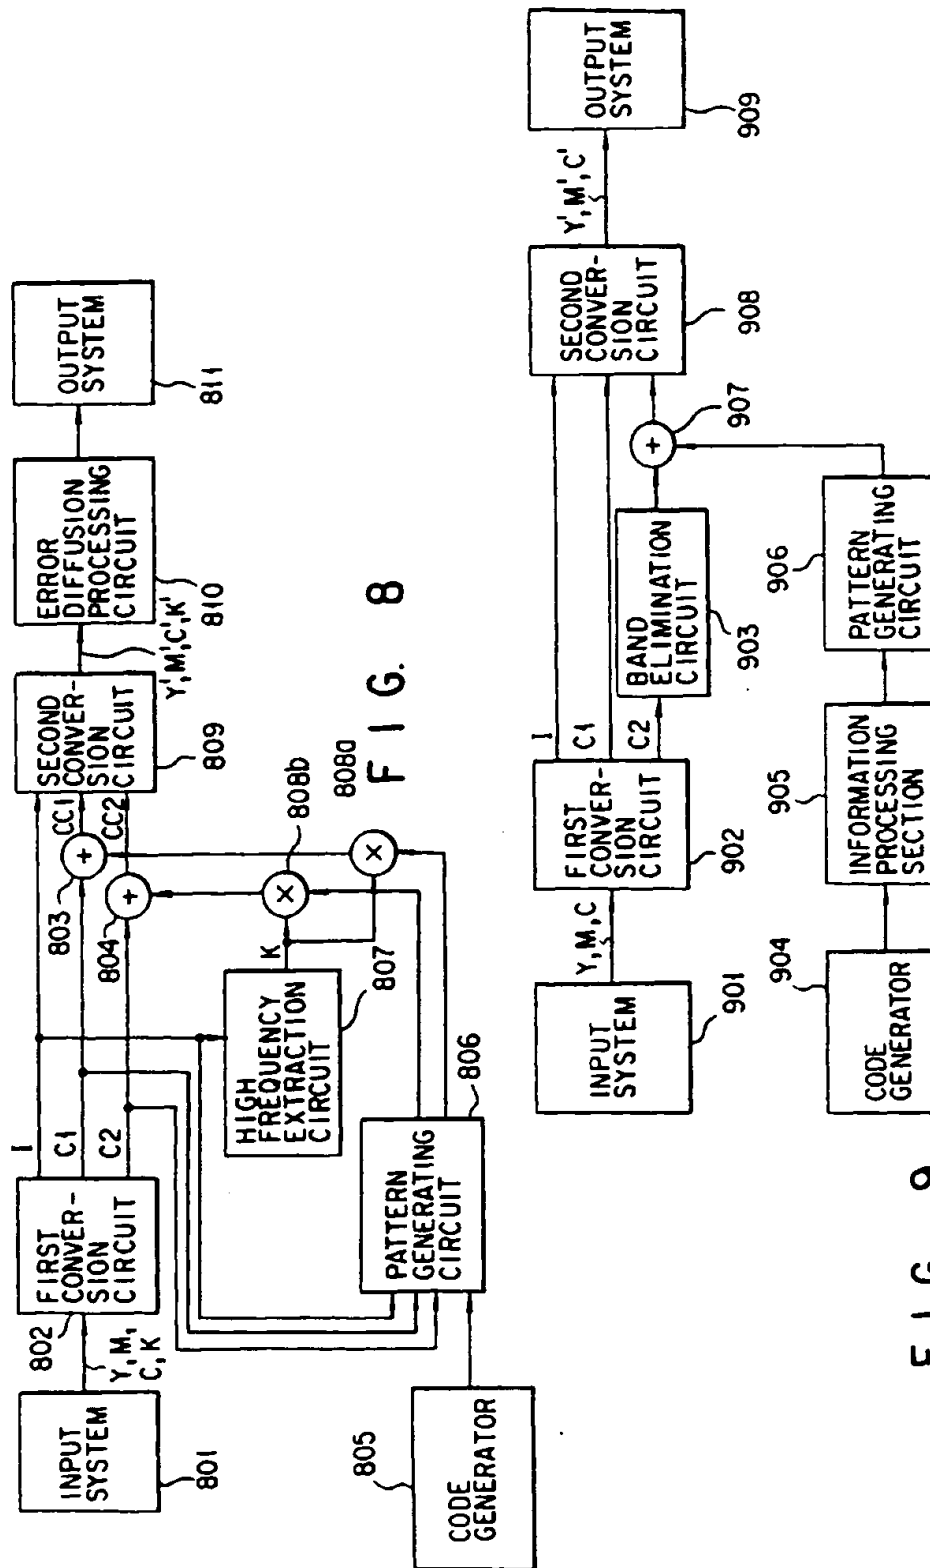 INPUT
SYSTEM
801
Y, M,
C, K
802
FIRST
CONVER-
SION
CIRCUIT
I
C1
C2
803
804
CC1
CC2
SECOND
CONVER-
SION
CIRCUIT
809
Y',M',C',K'
ERROR
DIFFUSION
PROCESSING
CIRCUIT
810
OUTPUT
SYSTEM
811
HIGH
FREQUENCY
EXTRACTION
CIRCUIT
807
K
808b
808a
+
+
×
×
CODE
GENERATOR
805
PATTERN
GENERATING
CIRCUIT
806
FIG. 8
INPUT
SYSTEM
901
Y, M, C
FIRST
CONVER-
SION
CIRCUIT
902
I
C1
C2
BAND
ELIMINATION
CIRCUIT
903
+
907
SECOND
CONVER-
SION
CIRCUIT
908
Y', M', C'
OUTPUT
SYSTEM
909
CODE
GENERATOR
904
INFORMATION
PROCESSING
SECTION
905
PATTERN
GENERATING
CIRCUIT
906